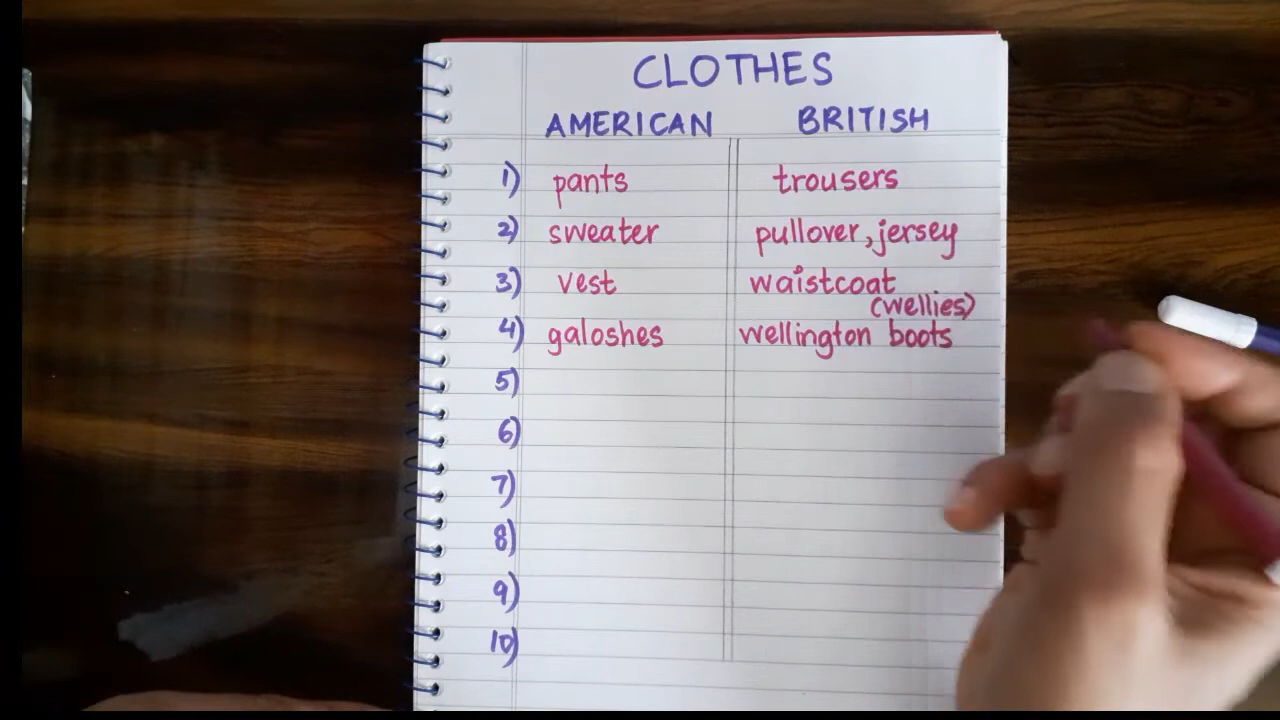 CLOTHES
AMERICAN BRITISH
1) pants trousers
2) sweater pullover, jersey
3) vest waistcoat
(wellies)
4) galoshes wellington boots
5)
6)
7)
8)
9)
10)